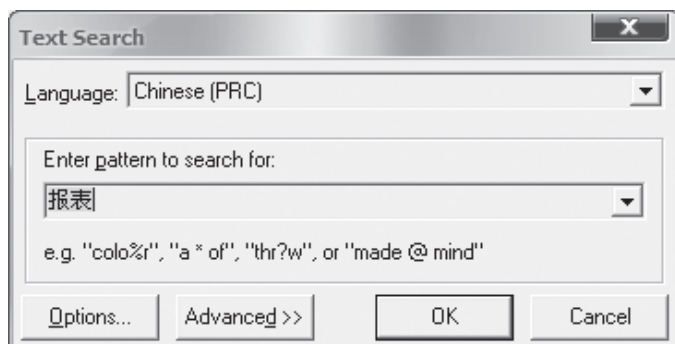 Text Search
Language: Chinese (PRC)
Enter pattern to search for:
报表
e.g. "colo%r", "a * of", "thr?w", or "made @ mind"
Options... Advanced >> OK Cancel